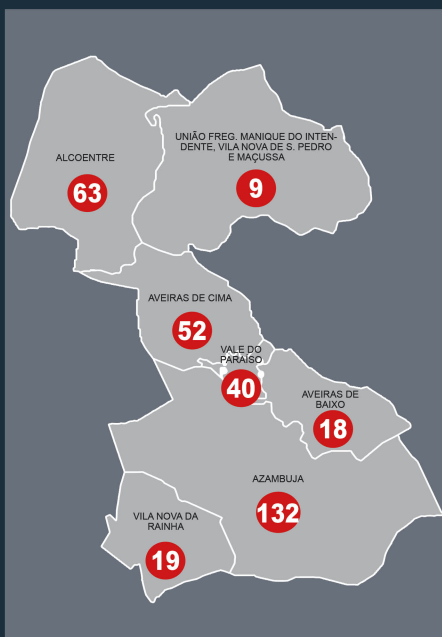 ALCOENTRE
63
UNIÃO FREG. MANIQUE DO INTEN-
DENTE, VILA NOVA DE S. PEDRO
E MAÇUSSA
9
AVEIRAS DE CIMA
52
VALE DO
PARAÍSO
40
AVEIRAS DE
BAIXO
18
AZAMBUJA
132
VILA NOVA DA
RAINHA
19